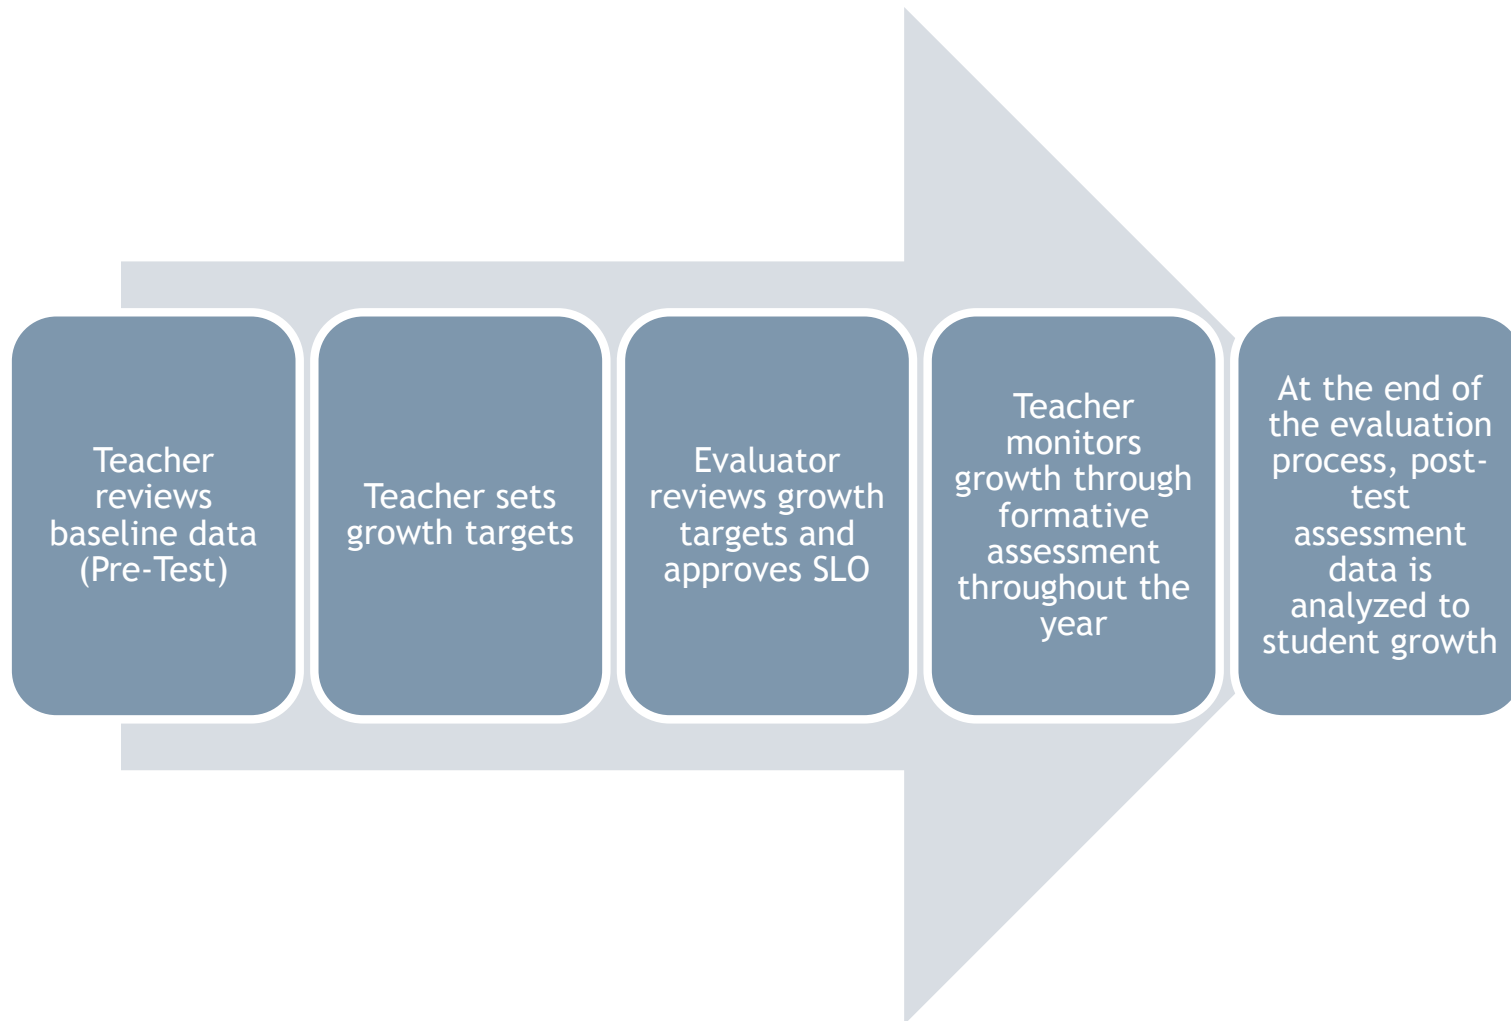 Teacher
reviews
baseline data
(Pre-Test)
Teacher sets
growth targets
Evaluator
reviews growth
targets and
approves SLO
Teacher
monitors
growth through
formative
assessment
throughout the
year
At the end of
the evaluation
process, post-
test
assessment
data is
analyzed to
student growth